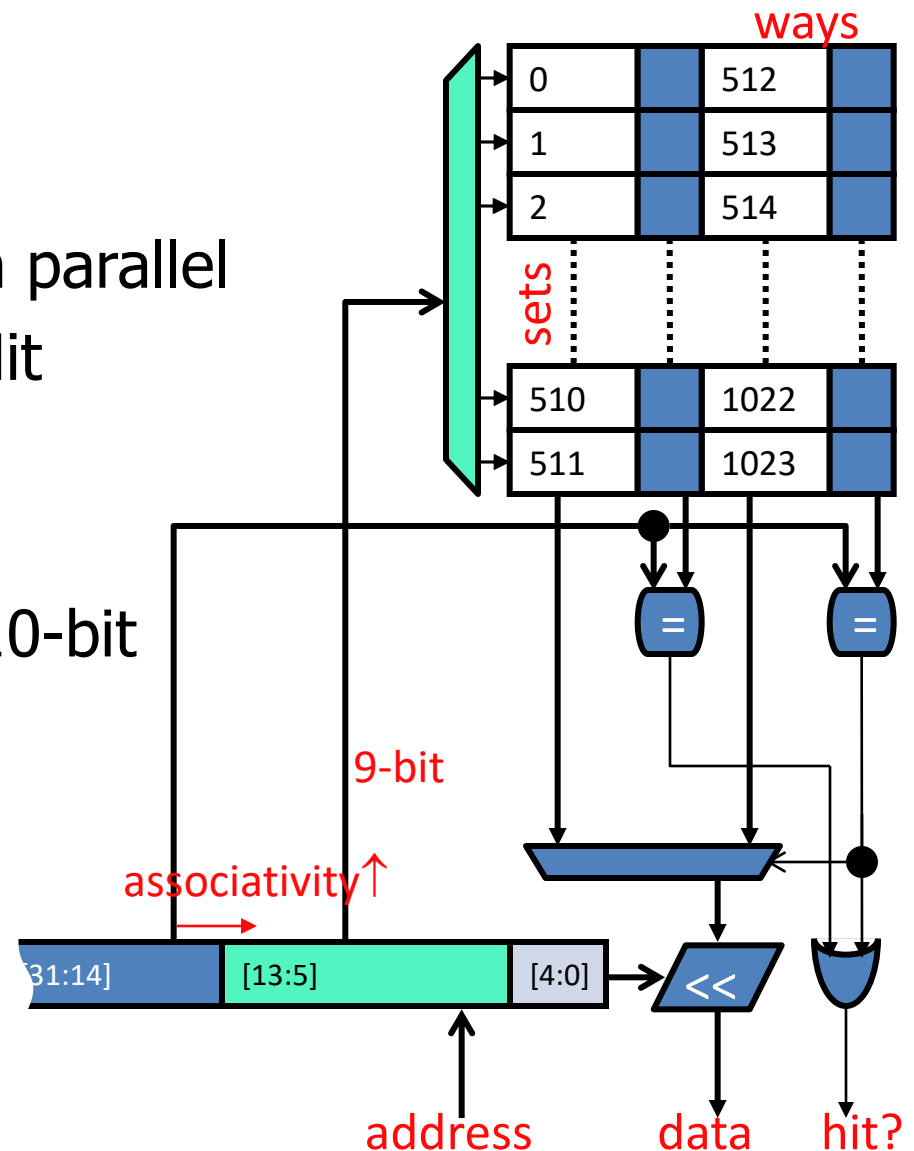 ways
0 512
1 513
2 514
parallel
sets
510 1022
511 1023
= =
0-bit
9-bit
associativity↑
31:14] [13:5] [4:0] <<
address data hit?